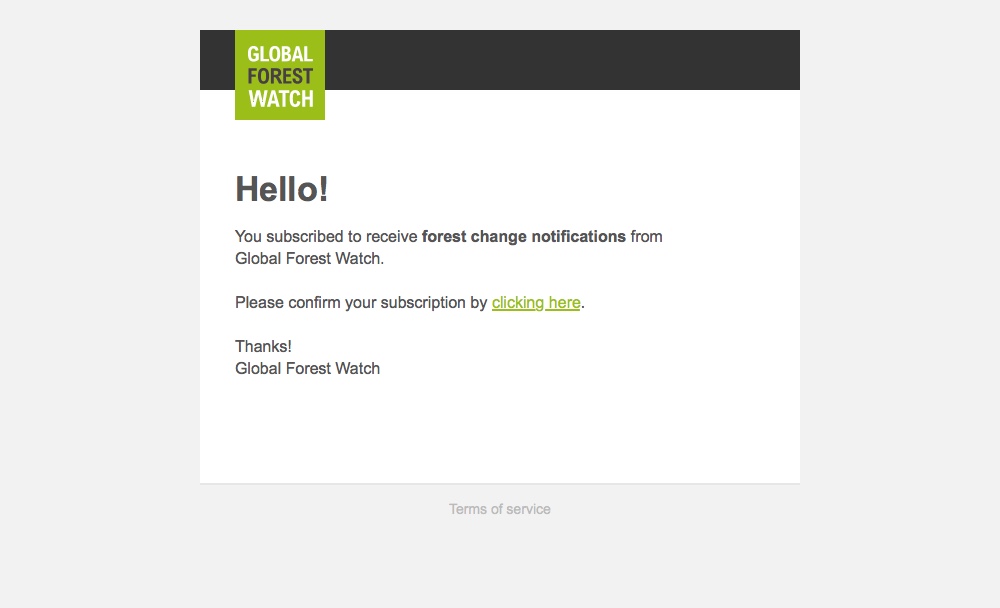 GLOBAL
FOREST
WATCH
Hello!
You subscribed to receive forest change notifications from
Global Forest Watch.
Please confirm your subscription by clicking here.
Thanks!
Global Forest Watch
Terms of service